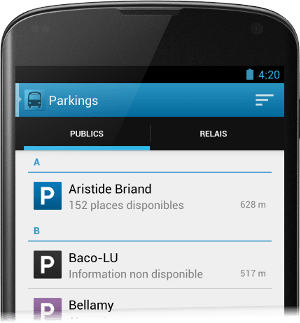 4:20
Parkings
PUBLICS RELAIS
A
P Aristide Briand
152 places disponibles 628 m
B
P Baco-LU
Information non disponible 517 m
P Bellamy